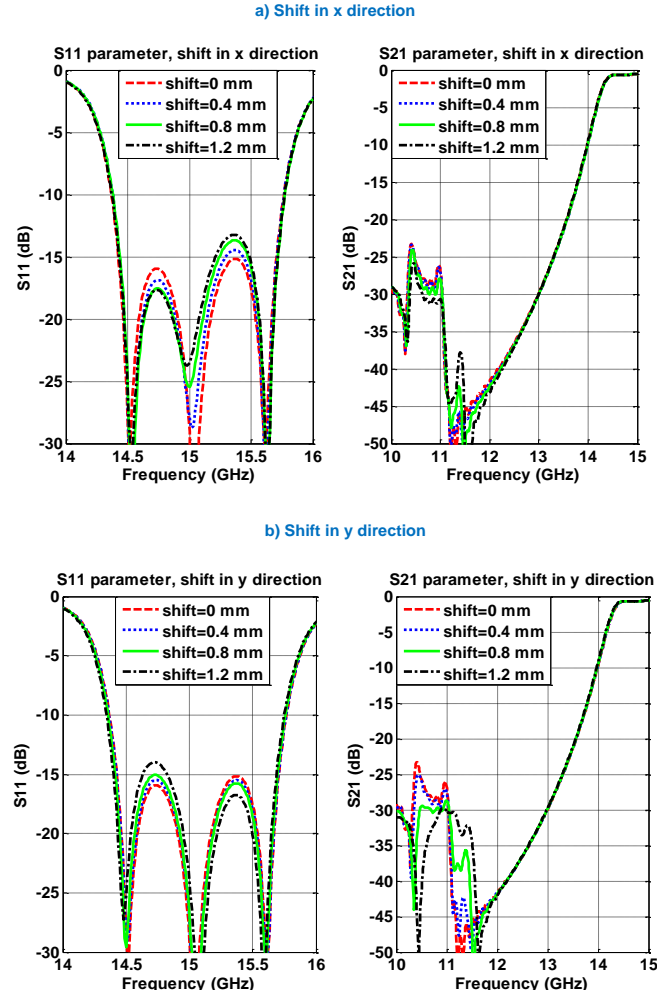 a) Shift in x direction
S11 parameter, shift in x direction
0
-5
-10
-15
-20
-25
-30
S11 (dB)
shift=0 mm
shift=0.4 mm
shift=0.8 mm
shift=1.2 mm
14
14.5
15
15.5
16
Frequency (GHz)
S21 parameter, shift in x direction
0
-5
-10
-15
-20
-25
-30
-35
-40
-45
-50
S21 (dB)
shift=0 mm
shift=0.4 mm
shift=0.8 mm
shift=1.2 mm
10
11
12
13
14
15
Frequency (GHz)
b) Shift in y direction
S11 parameter, shift in y direction
0
-5
-10
-15
-20
-25
-30
S11 (dB)
shift=0 mm
shift=0.4 mm
shift=0.8 mm
shift=1.2 mm
14
14.5
15
15.5
16
Frequency (GHz)
S21 parameter, shift in y direction
0
-5
-10
-15
-20
-25
-30
-35
-40
-45
-50
S21 (dB)
shift=0 mm
shift=0.4 mm
shift=0.8 mm
shift=1.2 mm
10
11
12
13
14
15
Frequency (GHz)